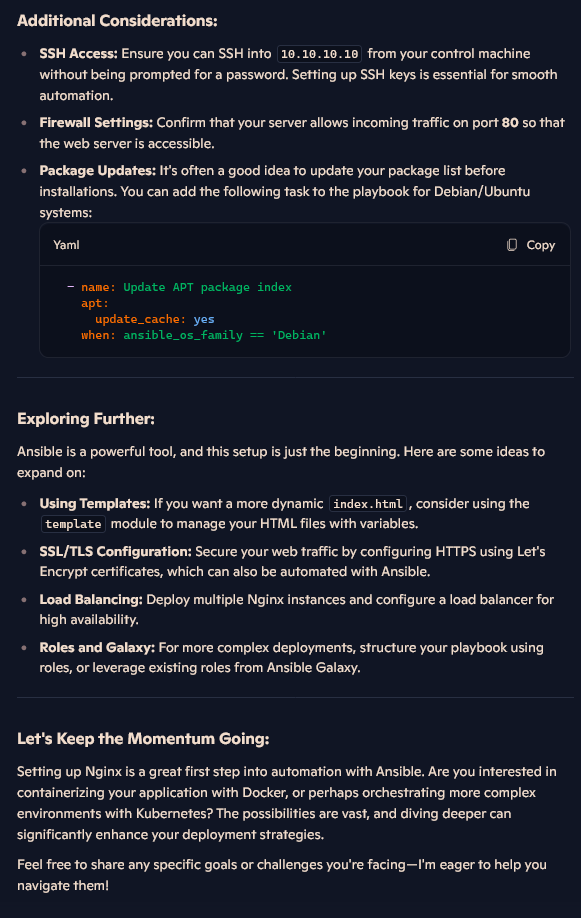 Additional Considerations:
• SSH Access: Ensure you can SSH into 10.10.10.10 from your control machine
without being prompted for a password. Setting up SSH keys is essential for smooth
automation.
• Firewall Settings: Confirm that your server allows incoming traffic on port 80 so that
the web server is accessible.
• Package Updates: It's often a good idea to update your package list before
installations. You can add the following task to the playbook for Debian/Ubuntu
systems:
Yaml Copy
- name: Update APT package index
apt:
update_cache: yes
when: ansible_os_family == 'Debian'
Exploring Further:
Ansible is a powerful tool, and this setup is just the beginning. Here are some ideas to
expand on:
• Using Templates: If you want a more dynamic index.html, consider using the
template module to manage your HTML files with variables.
• SSL/TLS Configuration: Secure your web traffic by configuring HTTPS using Let's
Encrypt certificates, which can also be automated with Ansible.
• Load Balancing: Deploy multiple Nginx instances and configure a load balancer for
high availability.
• Roles and Galaxy: For more complex deployments, structure your playbook using
roles, or leverage existing roles from Ansible Galaxy.
Let's Keep the Momentum Going:
Setting up Nginx is a great first step into automation with Ansible. Are you interested in
containerizing your application with Docker, or perhaps orchestrating more complex
environments with Kubernetes? The possibilities are vast, and diving deeper can
significantly enhance your deployment strategies.
Feel free to share any specific goals or challenges you're facing—I'm eager to help you
navigate them!